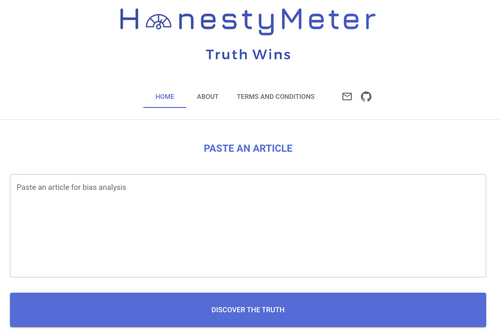 HonestyMeter
Truth Wins
HOME ABOUT TERMS AND CONDITIONS
PASTE AN ARTICLE
Paste an article for bias analysis
DISCOVER THE TRUTH